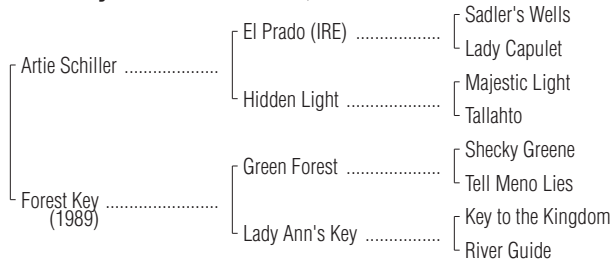 Sadler's Wells
El Prado (IRE) ....................
Lady Capulet
Artie Schiller ......................
Majestic Light
Hidden Light ......................
Tallahto
Shecky Greene
Green Forest ....................
Tell Meno Lies
Forest Key ..........................
(1989)
Key to the Kingdom
Lady Ann's Key ..................
River Guide